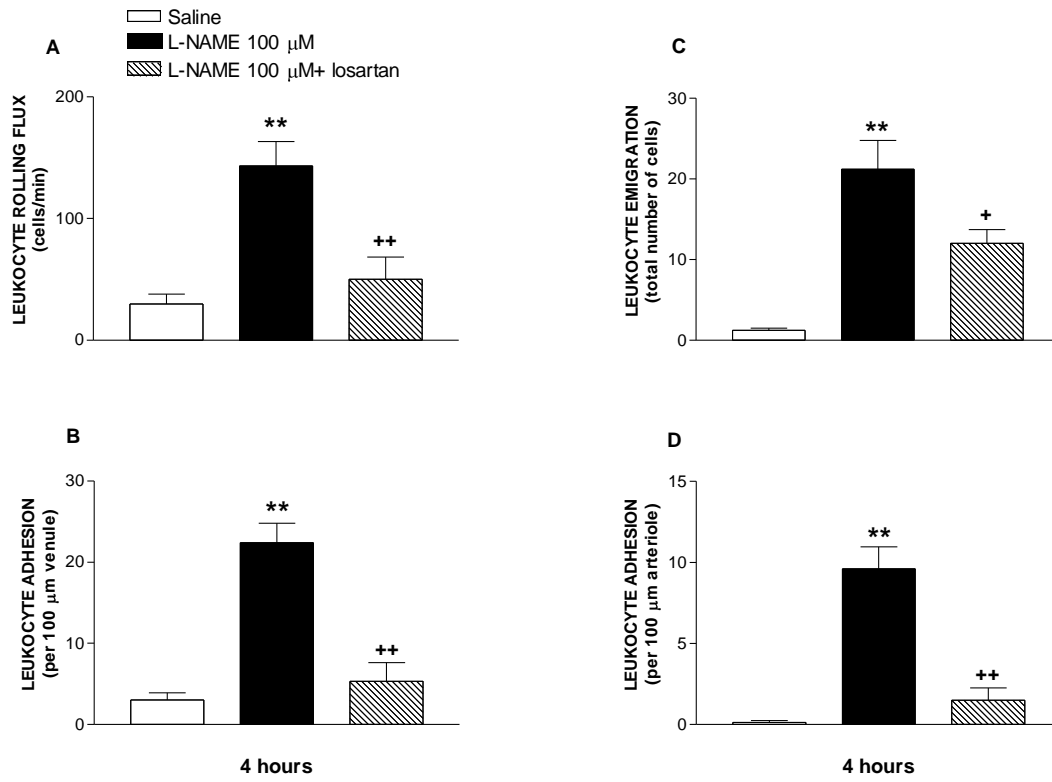 Saline
L-NAME 100 μM
L-NAME 100 μM+ losartan
A
LEUKOCYTE ROLLING FLUX
(cells/min)
200
100
0
**
++
C
LEUKOCYTE EMIGRATION
(total number of cells)
30
20
10
0
**
+
B
LEUKOCYTE ADHESION
(per 100 μm venule)
30
20
10
0
**
++
4 hours
D
LEUKOCYTE ADHESION
(per 100 μm arteriole)
15
10
5
0
**
++
4 hours